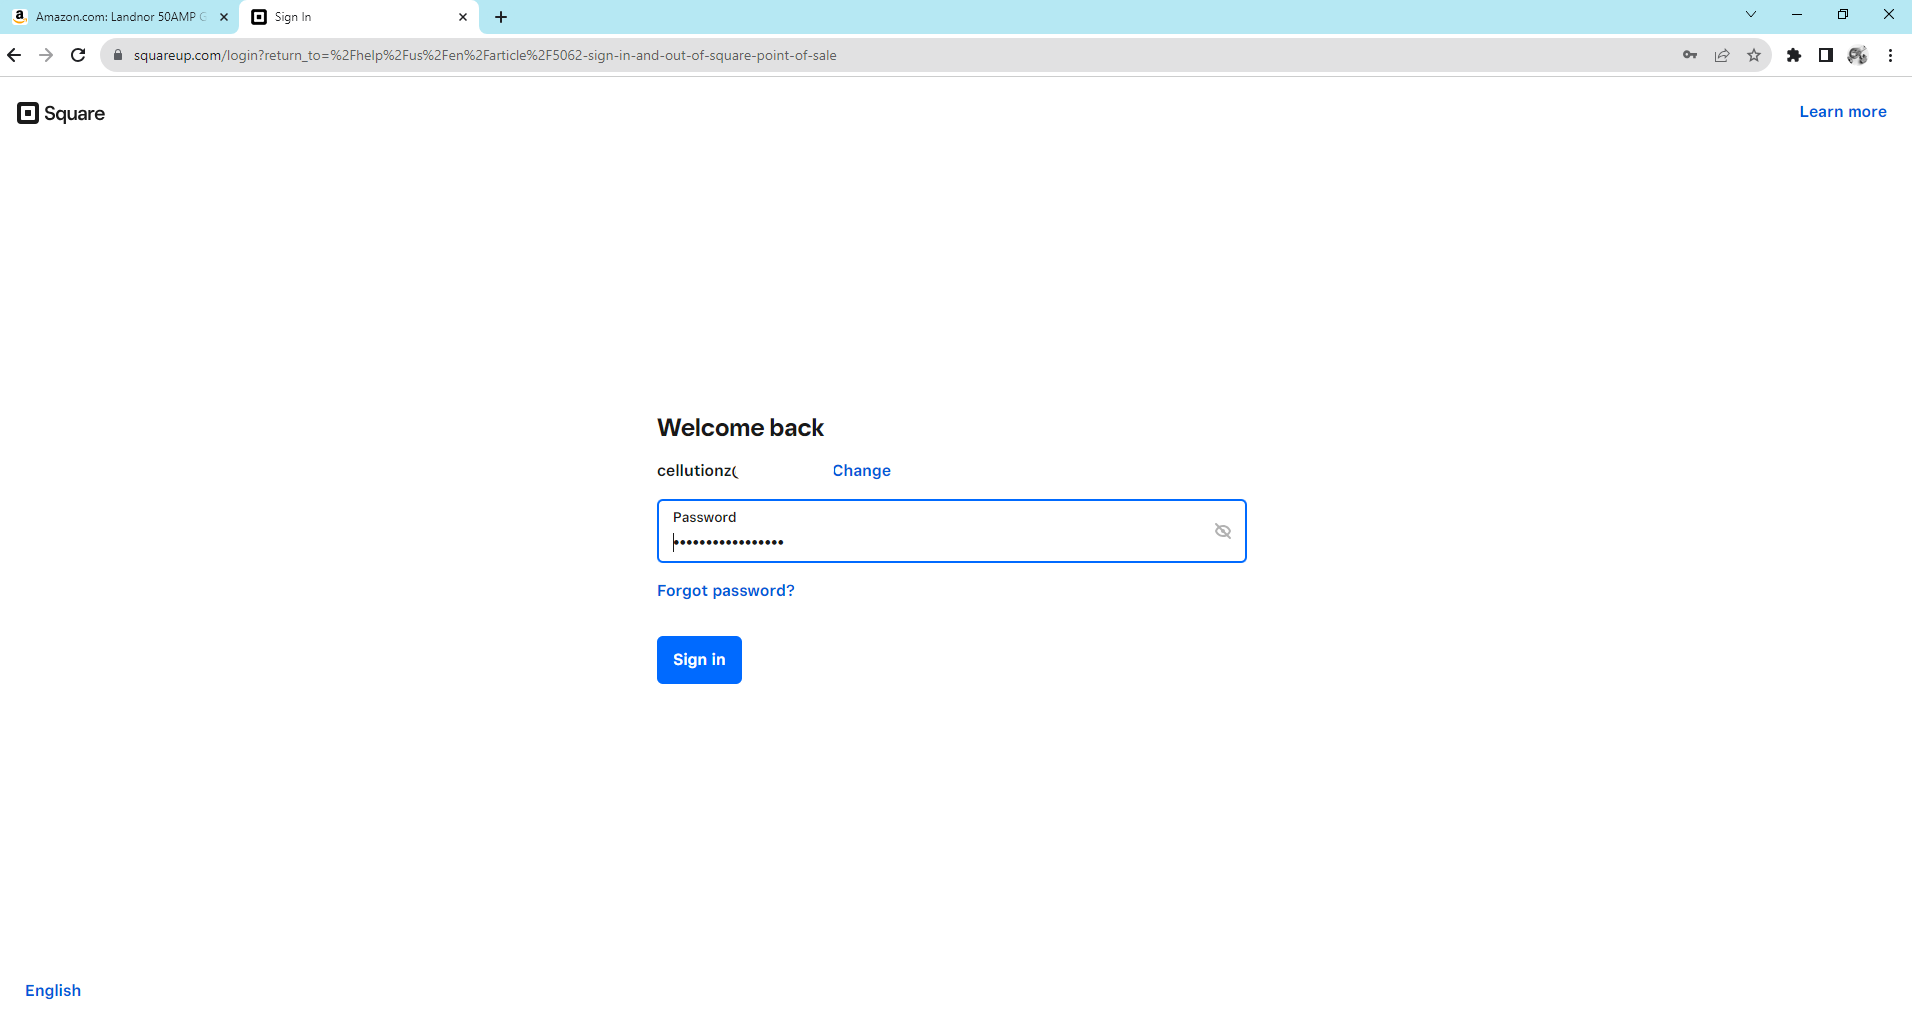 Amazon.com: Landnor 50AMP G
Sign In
squareup.com/login?return_to=%2Fhelp%2Fus%2Fen%2Farticle%2F5062-sign-in-and-out-of-square-point-of-sale
Square
Learn more
Welcome back
cellutionz( Change
Password
•••••••••••••••••
Forgot password?
Sign in
English